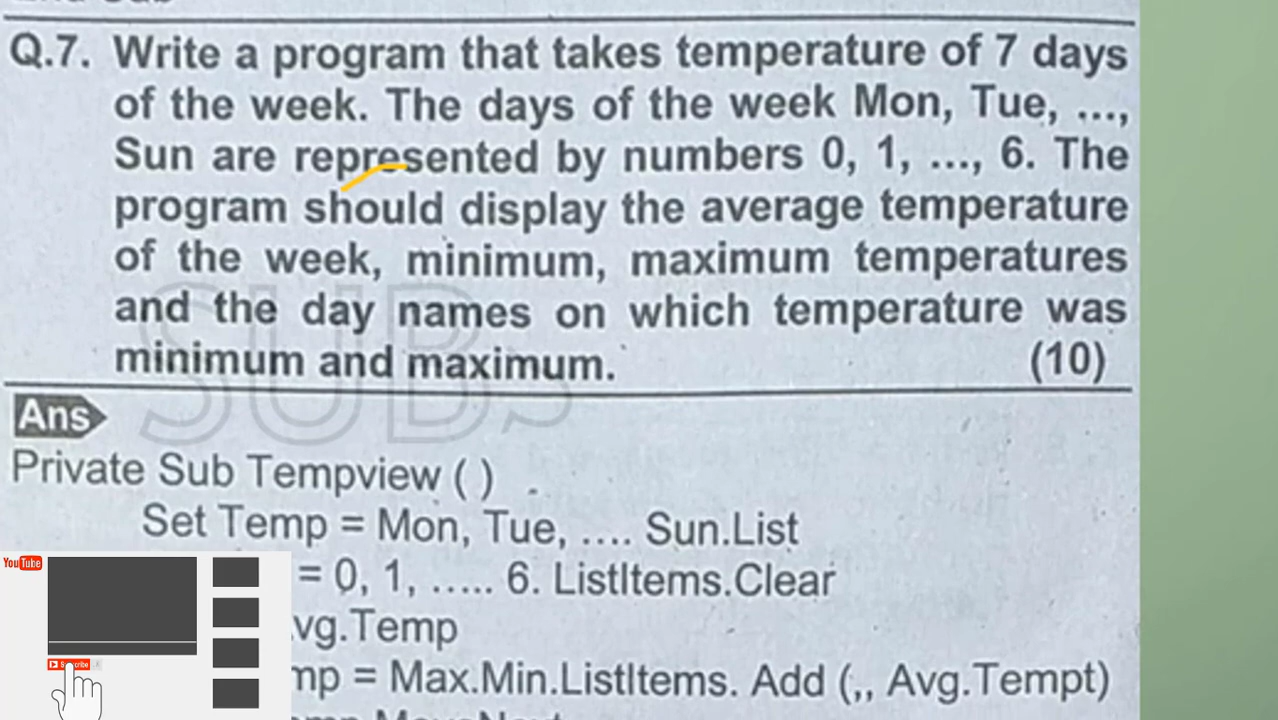 Q.7. Write a program that takes temperature of 7 days
of the week. The days of the week Mon, Tue, ...,
Sun are represented by numbers 0, 1, ..., 6. The
program should display the average temperature
of the week, minimum, maximum temperatures
and the day names on which temperature was
minimum and maximum. (10)
SUBS
Ans
Private Sub Tempview ( )
Set Temp = Mon, Tue, .... Sun.List
= 0, 1, ..... 6. ListItems.Clear
vg.Temp
mp = Max.Min.ListItems. Add (,, Avg.Tempt)
YouTube
Subscribe